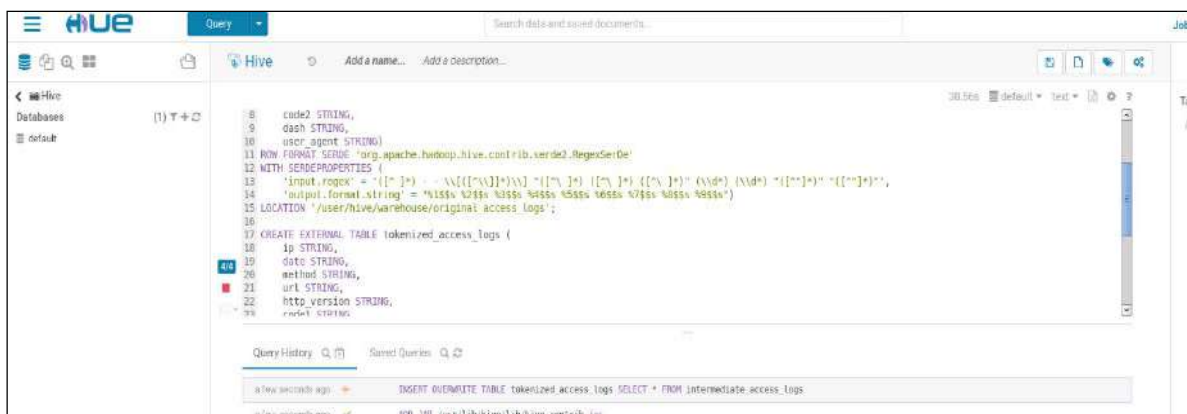 HUE
Query
Search data and saved documents...
Job
Hive
Add a name...
Add a description...
Hive
38.56s
default
text
?
Databases
(1)
default
8 code2 STRING,
9 dash STRING,
10 user_agent STRING)
11 ROW FORMAT SERDE 'org.apache.hadoop.hive.contrib.serde2.RegexSerDe'
12 WITH SERDEPROPERTIES (
13 'input.regex' = '([^ ]*) - - \\[([^\\]]*)\\] "([^\ ]*) ([^\ ]*) ([^\ ]*)" (\\d*) (\\d*) "([^"]*)" "([^"]*)"',
14 'output.format.string' = "%1$$s %2$$s %3$$s %4$$s %5$$s %6$$s %7$$s %8$$s %9$$s")
15 LOCATION '/user/hive/warehouse/original_access_logs';
16
17 CREATE EXTERNAL TABLE tokenized_access_logs (
18 ip STRING,
19 date STRING,
20 method STRING,
21 url STRING,
22 http_version STRING,
23 code1 STRING
4/4
Query History
Saved Queries
a few seconds ago
INSERT OVERWRITE TABLE tokenized_access_logs SELECT * FROM intermediate_access_logs